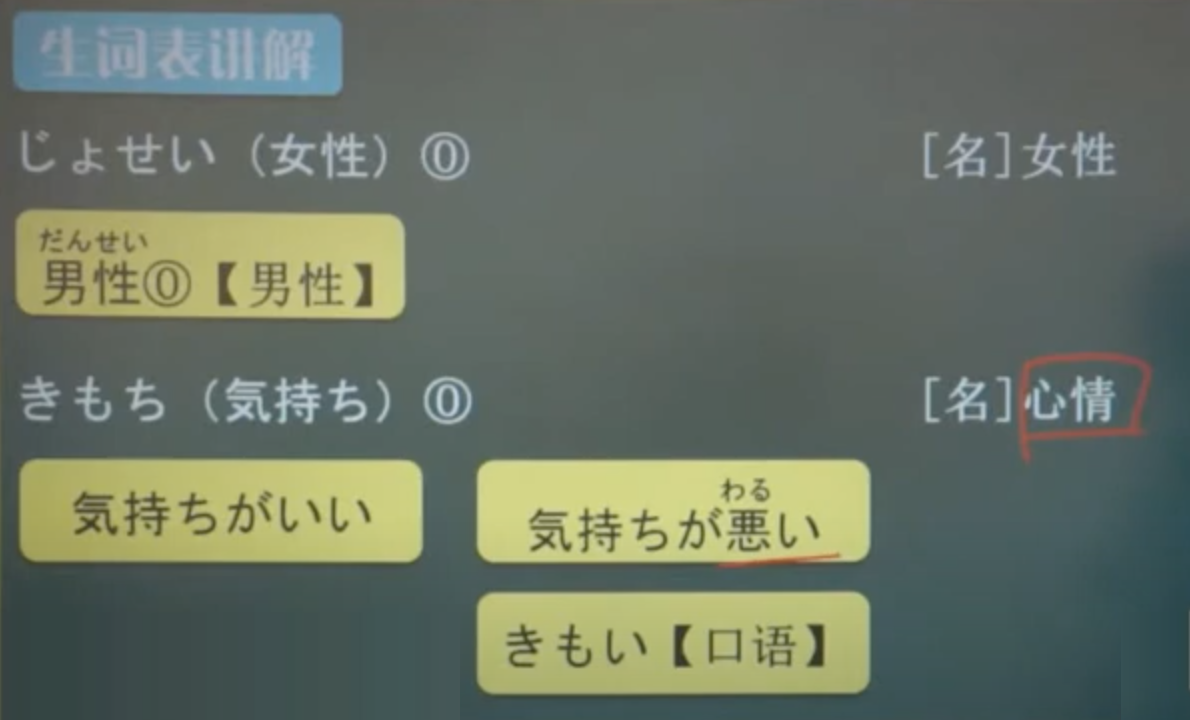 生词表讲解
じょせい（女性）⓪ [名]女性
だんせい
男性⓪【男性】
きもち（気持ち）⓪ [名]心情
気持ちがいい
わる
気持ちが悪い
きもい【口语】